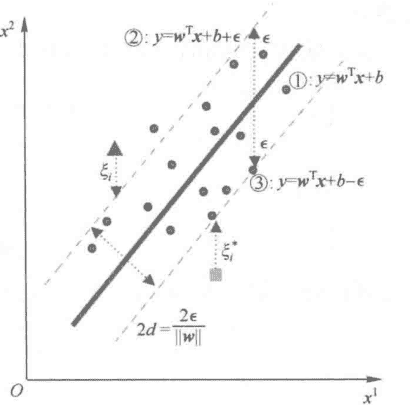 x²
②: y=wᵀx+b+ϵ
ϵ
①: y=wᵀx+b
ξᵢ
ϵ
③: y=wᵀx+b−ϵ
ξᵢ*
2d = 2ϵ / ||w||
O
x¹